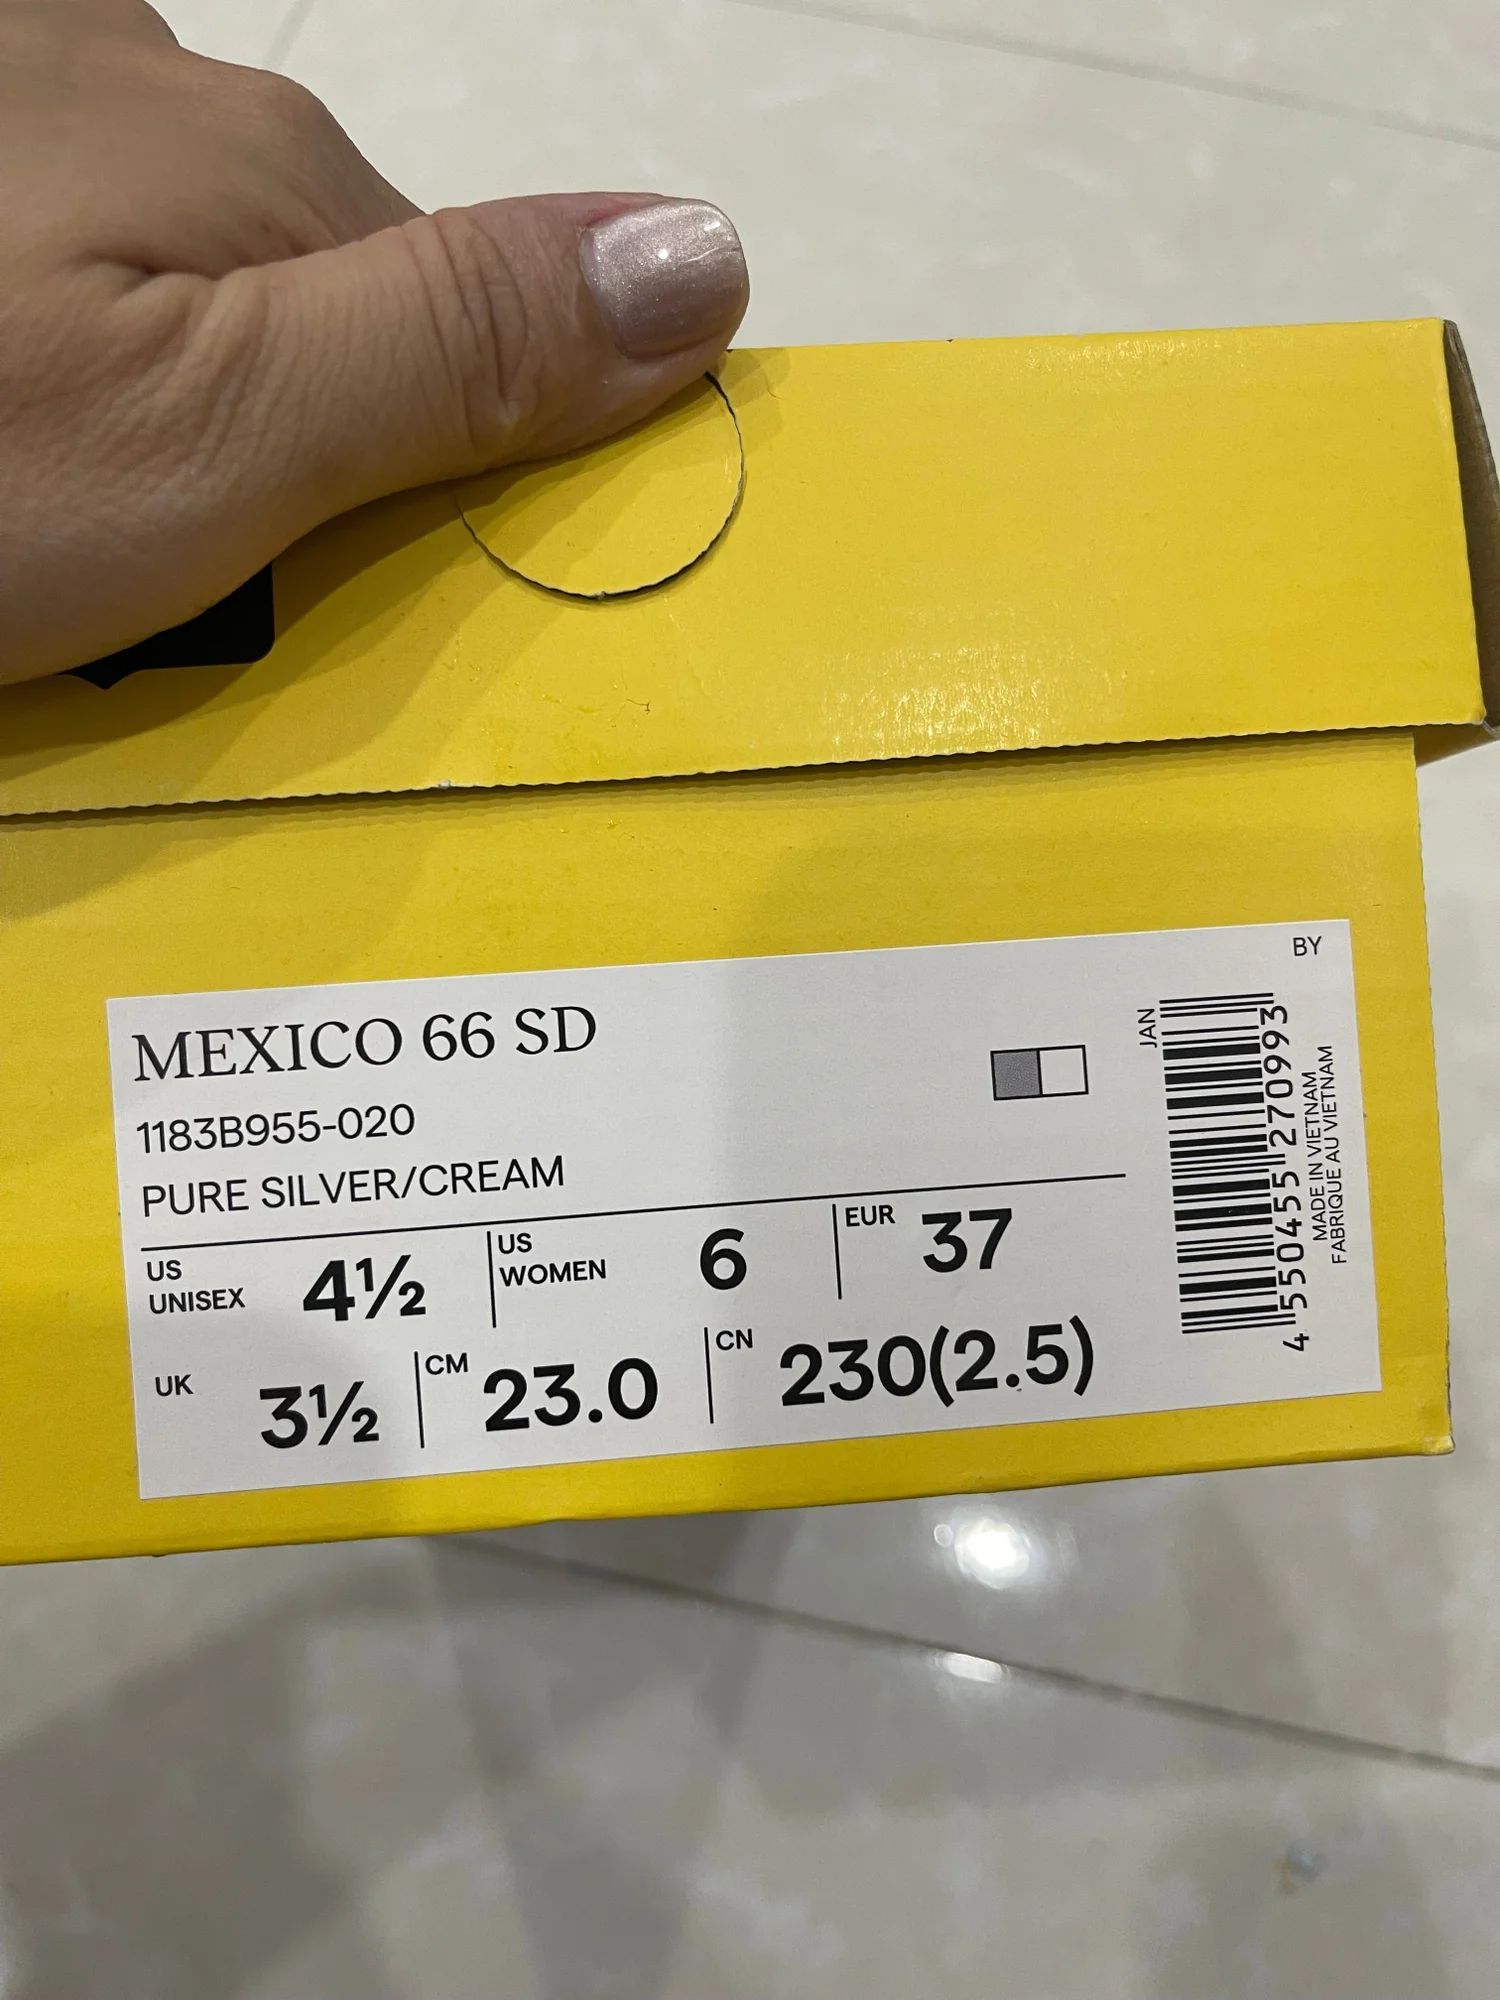 BY
MEXICO 66 SD
1183B955-020
PURE SILVER/CREAM
US UNISEX 4½
US WOMEN 6
EUR 37
UK 3½
CM 23.0
CN 230(2.5)
JAN
4 550455 270993
MADE IN VIETNAM
FABRIQUE AU VIETNAM